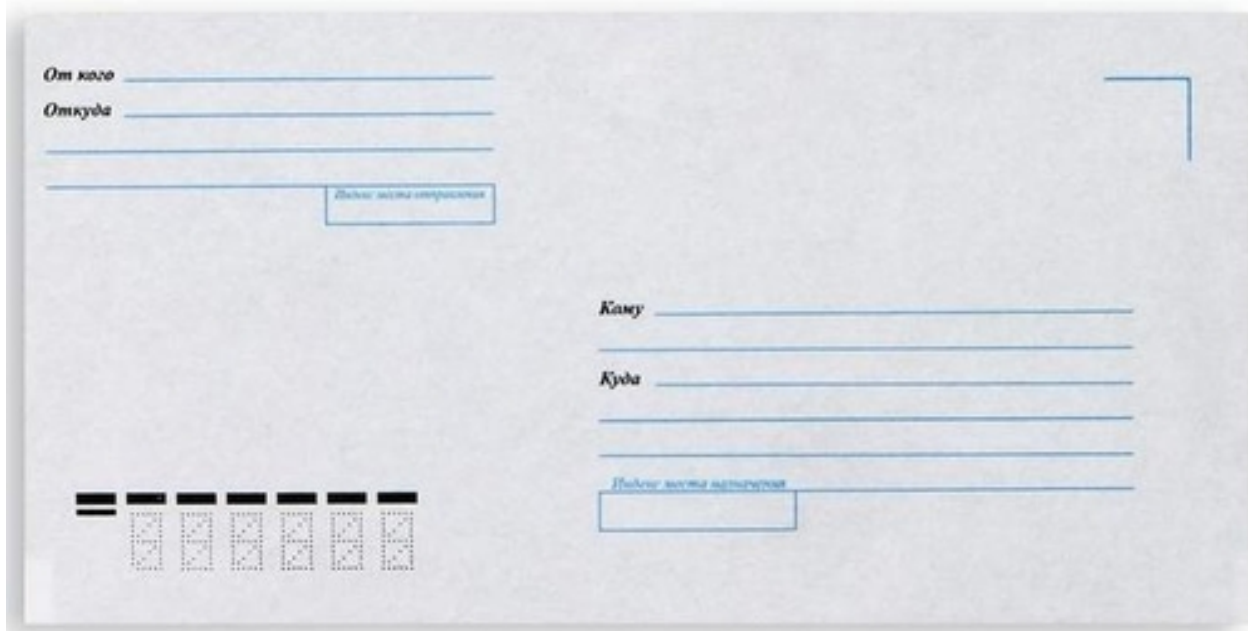 От кого
Откуда
Индекс места отправления
Кому
Куда
Индекс места назначения